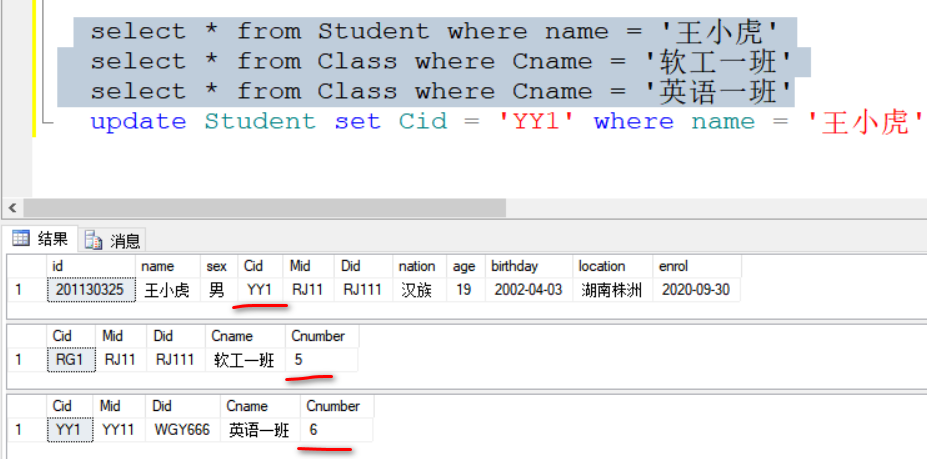 select * from Student where name = '王小虎'
select * from Class where Cname = '软工一班'
select * from Class where Cname = '英语一班'
update Student set Cid = 'YY1' where name = '王小虎'
结果 消息
id name sex Cid Mid Did nation age birthday location enrol
1 201130325 王小虎 男 YY1 RJ11 RJ111 汉族 19 2002-04-03 湖南株洲 2020-09-30
Cid Mid Did Cname Cnumber
1 RG1 RJ11 RJ111 软工一班 5
Cid Mid Did Cname Cnumber
1 YY1 YY11 WGY666 英语一班 6